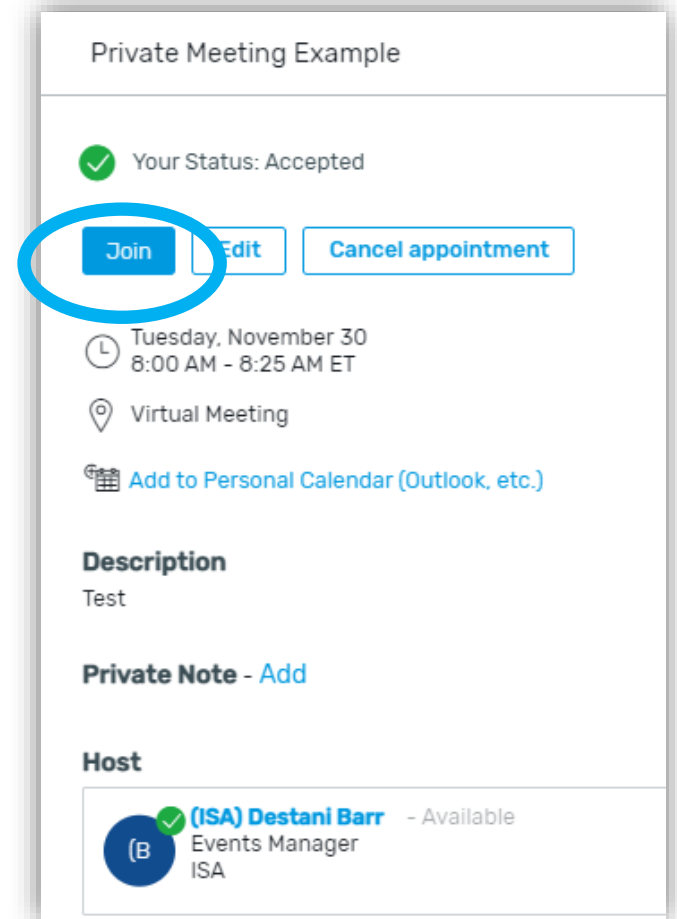 Private Meeting Example
Your Status: Accepted
Join Edit Cancel appointment
Tuesday, November 30
8:00 AM - 8:25 AM ET
Virtual Meeting
Add to Personal Calendar (Outlook, etc.)
Description
Test
Private Note - Add
Host
(B
(ISA) Destani Barr - Available
Events Manager
ISA